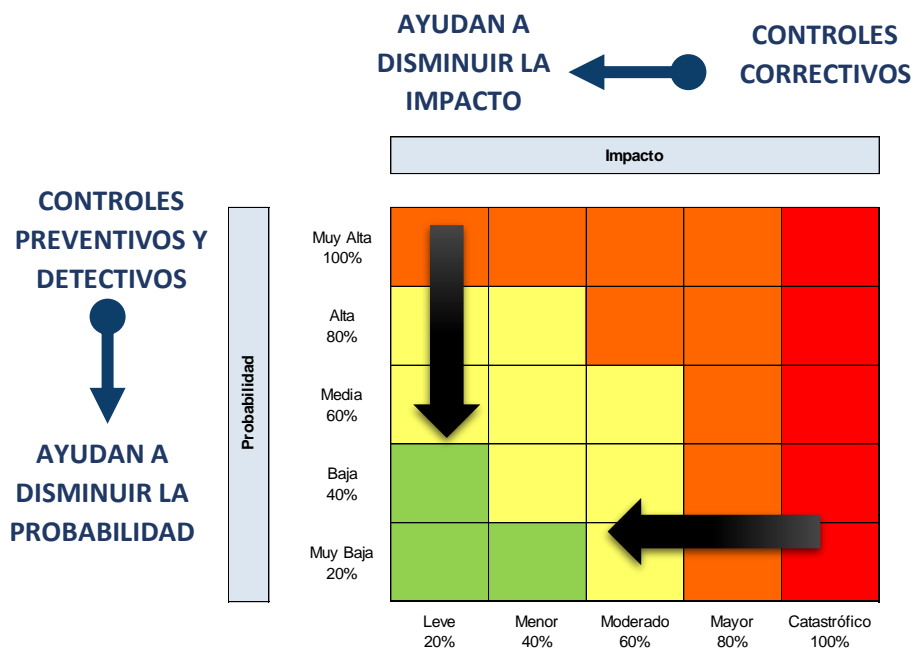 AYUDAN A
DISMINUIR LA
IMPACTO
CONTROLES
CORRECTIVOS
Impacto
CONTROLES
PREVENTIVOS Y
DETECTIVOS
AYUDAN A
DISMINUIR LA
PROBABILIDAD
Probabilidad
Muy Alta
100%
Alta
80%
Media
60%
Baja
40%
Muy Baja
20%
Leve
20%
Menor
40%
Moderado
60%
Mayor
80%
Catastrófico
100%